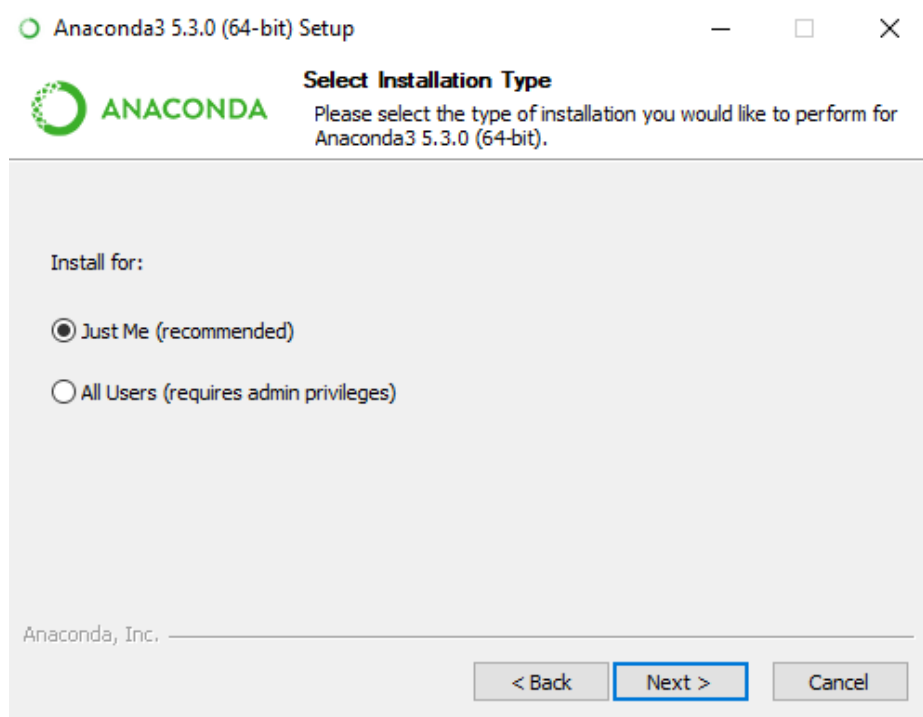 Anaconda3 5.3.0 (64-bit) Setup
ANACONDA
Select Installation Type
Please select the type of installation you would like to perform for
Anaconda3 5.3.0 (64-bit).
Install for:
Just Me (recommended)
All Users (requires admin privileges)
Anaconda, Inc.
< Back Next > Cancel